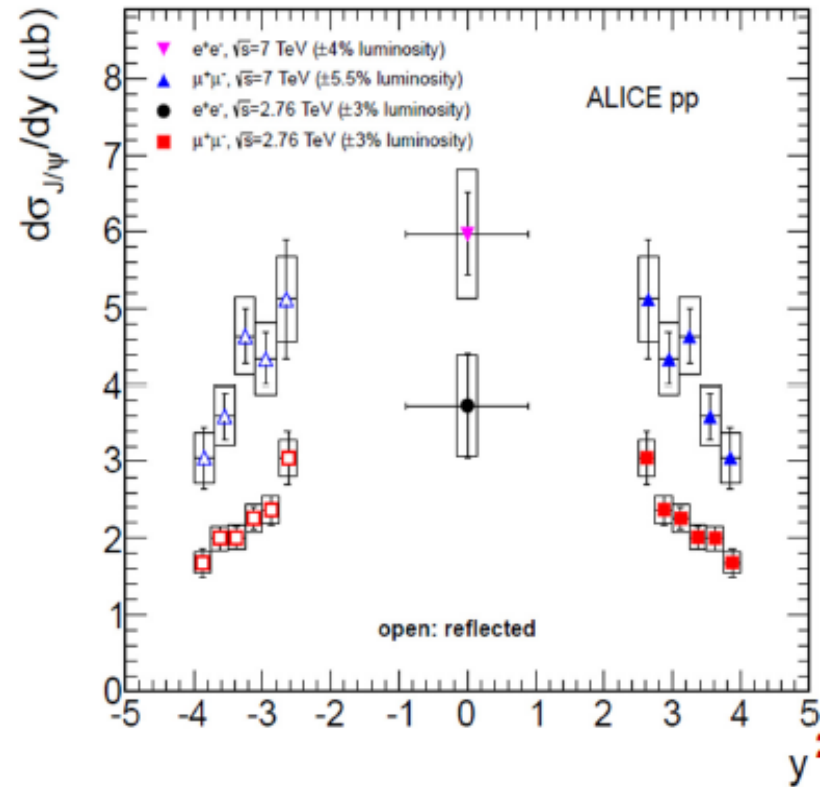 dσ_J/ψ/dy (μb)
e⁺e⁻, √s=7 TeV (±4% luminosity)
μ⁺μ⁻, √s=7 TeV (±5.5% luminosity)
e⁺e⁻, √s=2.76 TeV (±3% luminosity)
μ⁺μ⁻, √s=2.76 TeV (±3% luminosity)
ALICE pp
8
7
6
5
4
3
2
1
0
open: reflected
-5 -4 -3 -2 -1 0 1 2 3 4 5
y